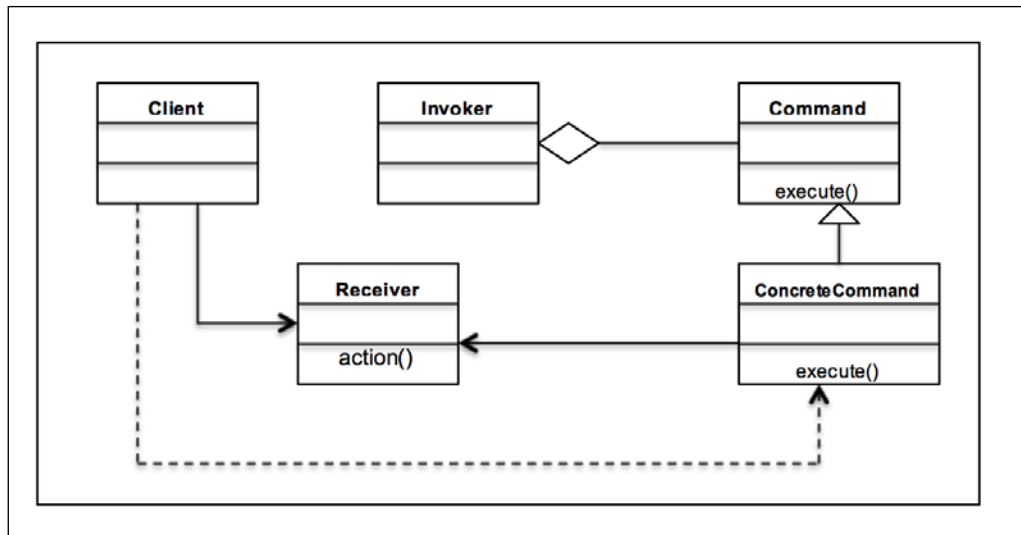 Client
Invoker
Command
execute()
Receiver
action()
ConcreteCommand
execute()